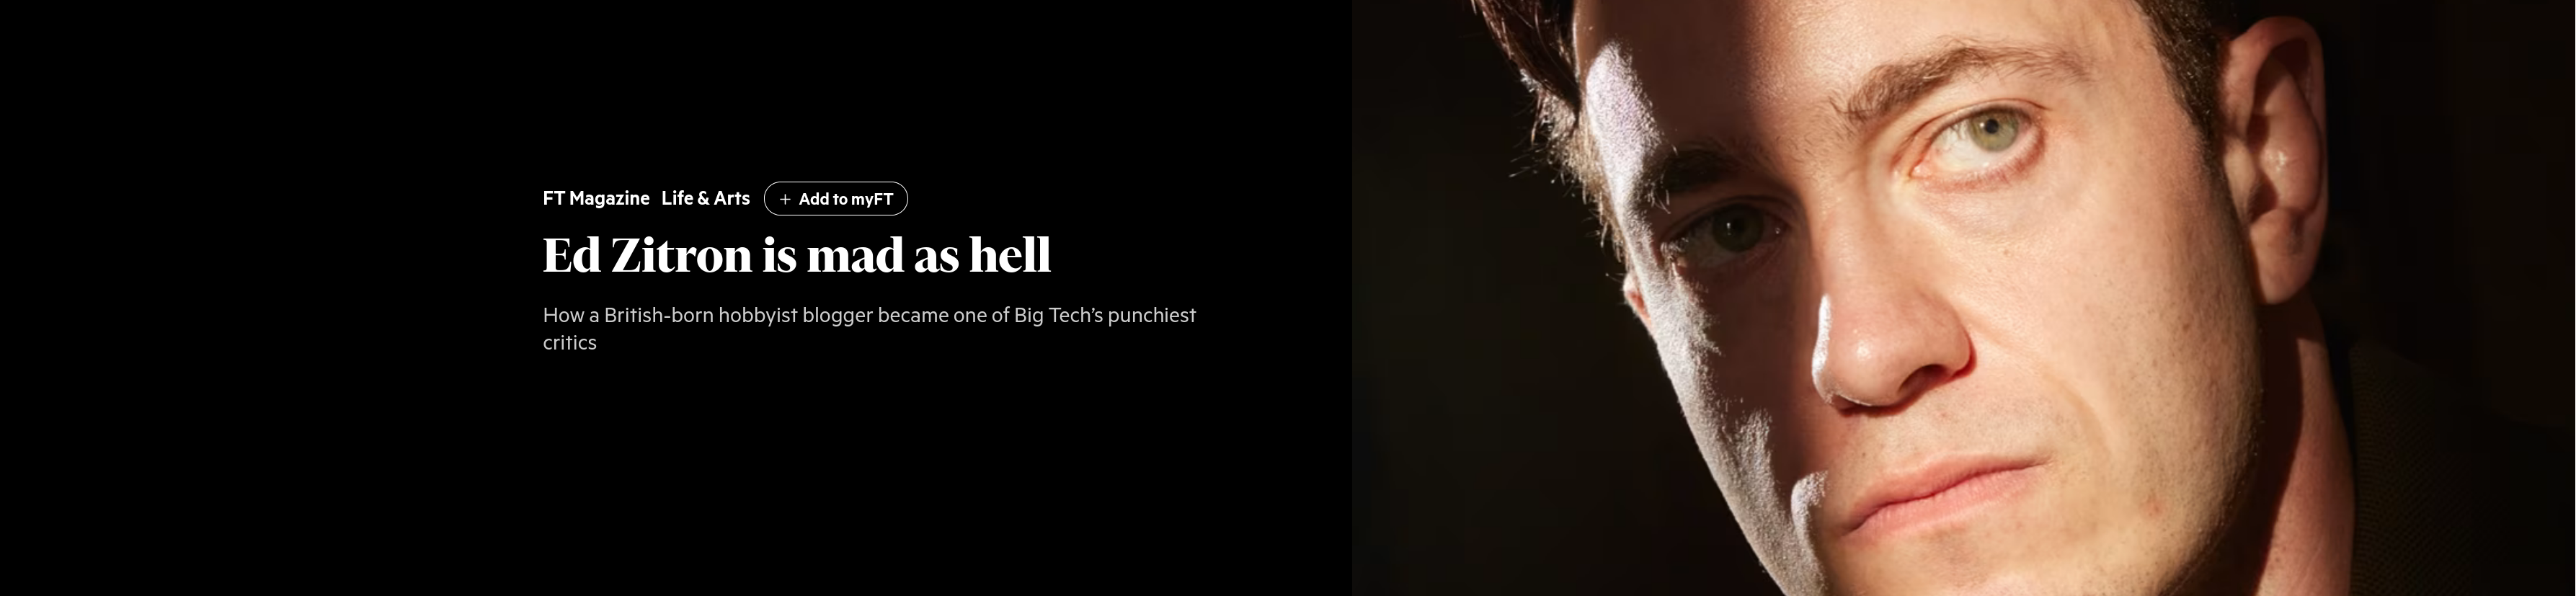 FT Magazine Life & Arts + Add to myFT
Ed Zitron is mad as hell
How a British-born hobbyist blogger became one of Big Tech’s punchiest
critics